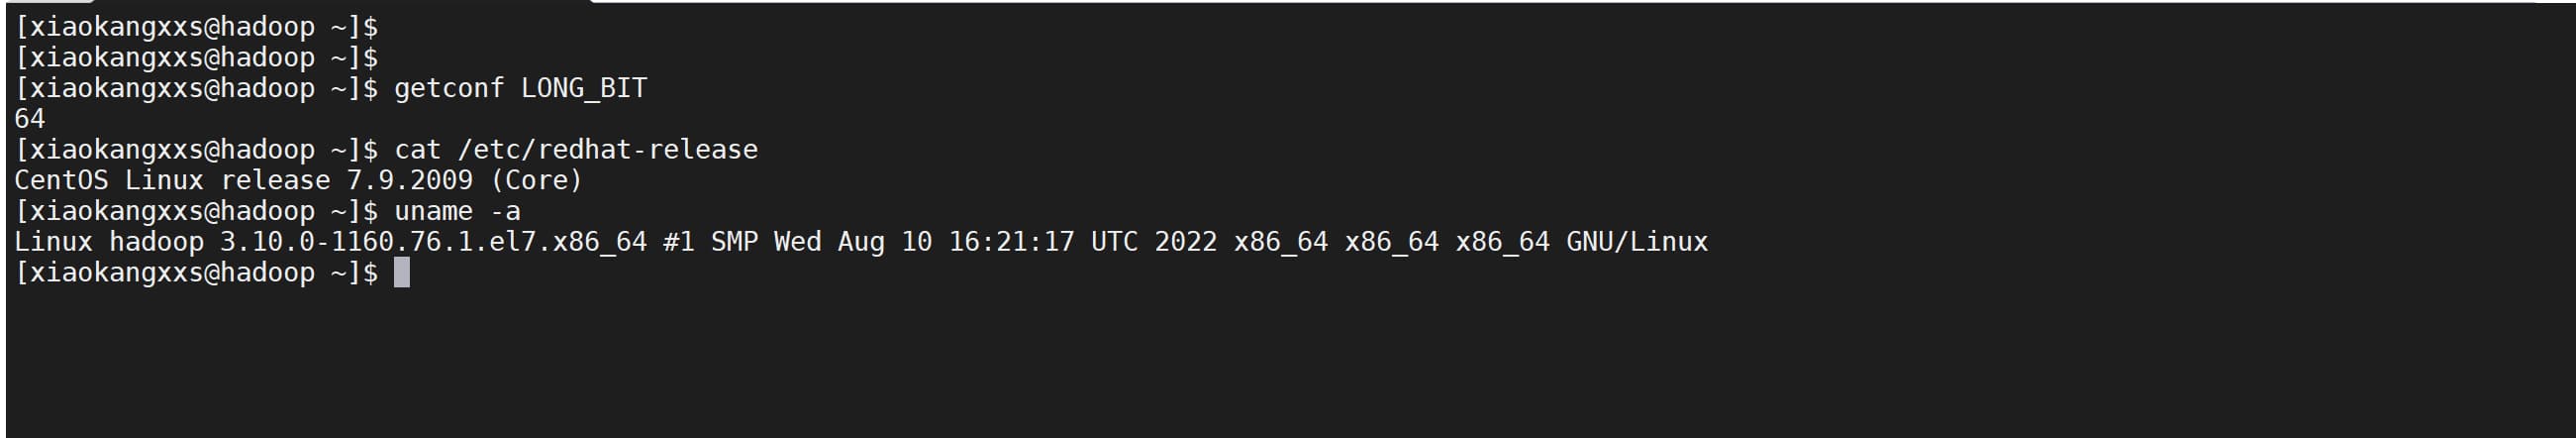 [xiaokangxxs@hadoop ~]$
[xiaokangxxs@hadoop ~]$
[xiaokangxxs@hadoop ~]$ getconf LONG_BIT
64
[xiaokangxxs@hadoop ~]$ cat /etc/redhat-release
CentOS Linux release 7.9.2009 (Core)
[xiaokangxxs@hadoop ~]$ uname -a
Linux hadoop 3.10.0-1160.76.1.el7.x86_64 #1 SMP Wed Aug 10 16:21:17 UTC 2022 x86_64 x86_64 x86_64 GNU/Linux
[xiaokangxxs@hadoop ~]$